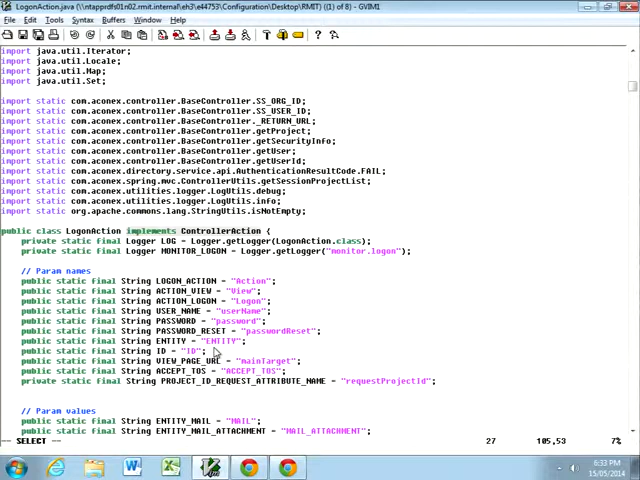 LogonAction.java (\\ntapprdfs01n02.rmit.internal\eh3\e44753\Configuration\Desktop\RMIT) ((1) of 8) - GVIM1
File Edit Tools Syntax Buffers Window Help
import java.util.Iterator;
import java.util.Locale;
import java.util.Map;
import java.util.Set;
import static com.aconex.controller.BaseController.SS_ORG_ID;
import static com.aconex.controller.BaseController.SS_USER_ID;
import static com.aconex.controller.BaseController._RETURN_URL;
import static com.aconex.controller.BaseController.getProject;
import static com.aconex.controller.BaseController.getSecurityInfo;
import static com.aconex.controller.BaseController.getUser;
import static com.aconex.controller.BaseController.getUserId;
import static com.aconex.directory.service.api.AuthenticationResultCode.FAIL;
import static com.aconex.spring.mvc.ControllerUtils.getSessionProjectList;
import static com.aconex.utilities.logger.LogUtils.debug;
import static com.aconex.utilities.logger.LogUtils.info;
import static org.apache.commons.lang.StringUtils.isNotEmpty;
public class LogonAction implements ControllerAction {
private static final Logger LOG = Logger.getLogger(LogonAction.class);
private static final Logger MONITOR_LOGON = Logger.getLogger("monitor.logon");
// Param names
public static final String LOGON_ACTION = "Action";
public static final String ACTION_VIEW = "View";
public static final String ACTION_LOGON = "Logon";
public static final String USER_NAME = "userName";
public static final String PASSWORD = "password";
public static final String PASSWORD_RESET = "passwordReset";
public static final String ENTITY = "ENTITY";
public static final String ID = "ID";
public static final String VIEW_PAGE_URL = "mainTarget";
public static final String ACCEPT_TOS = "ACCEPT_TOS";
private static final String PROJECT_ID_REQUEST_ATTRIBUTE_NAME = "requestProjectId";
// Param values
public static final String ENTITY_MAIL = "MAIL";
public static final String ENTITY_MAIL_ATTACHMENT = "MAIL_ATTACHMENT";
-- SELECT -- 27 105,53 7%
6:33 PM
15/05/2014